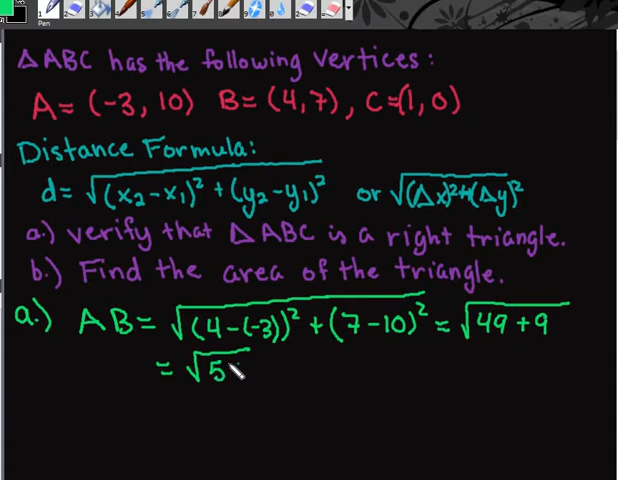 △ABC has the following vertices:
A = (-3, 10) B = (4,7), C = (1, 0)
Distance Formula:
d = √(x₂-x₁)² + (y₂-y₁)² or √(Δx)²+(Δy)²
a.) verify that △ABC is a right triangle.
b.) Find the area of the triangle.
a.) AB = √(4-(-3))² + (7-10)² = √49+9
= √5